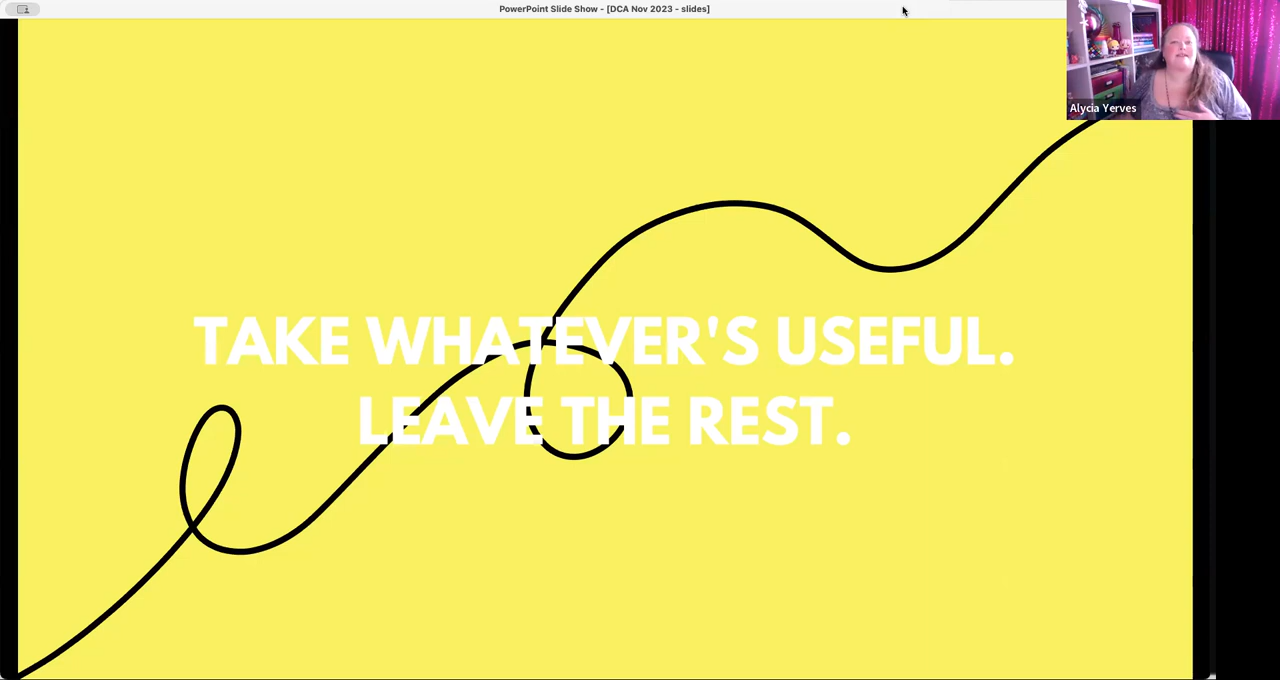 PowerPoint Slide Show - [DCA Nov 2023 - slides]
Alycia Yerves
TAKE WHATEVER'S USEFUL.
LEAVE THE REST.